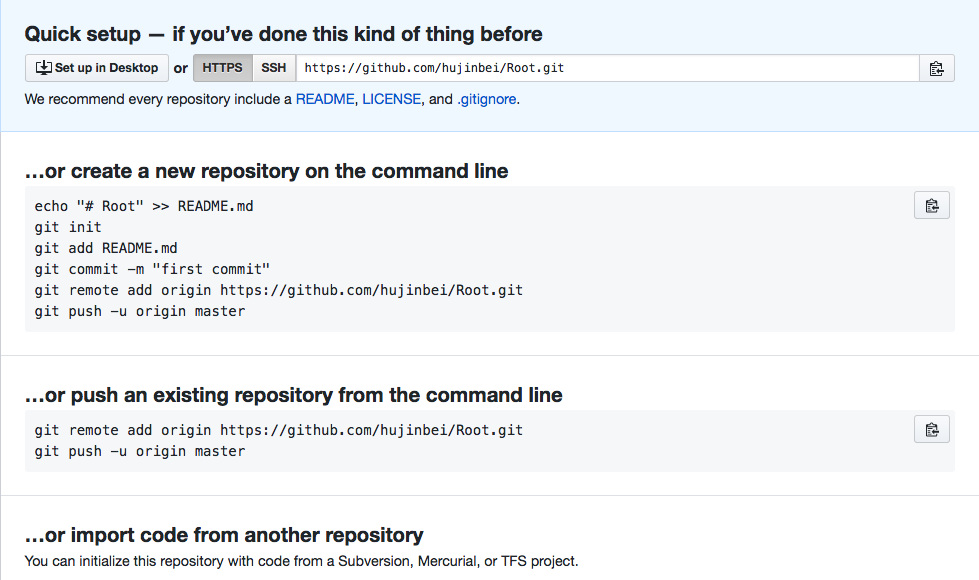 Quick setup — if you’ve done this kind of thing before
Set up in Desktop or HTTPS SSH https://github.com/hujinbei/Root.git
We recommend every repository include a README, LICENSE, and .gitignore.
…or create a new repository on the command line
echo "# Root" >> README.md
git init
git add README.md
git commit -m "first commit"
git remote add origin https://github.com/hujinbei/Root.git
git push -u origin master
…or push an existing repository from the command line
git remote add origin https://github.com/hujinbei/Root.git
git push -u origin master
…or import code from another repository
You can initialize this repository with code from a Subversion, Mercurial, or TFS project.